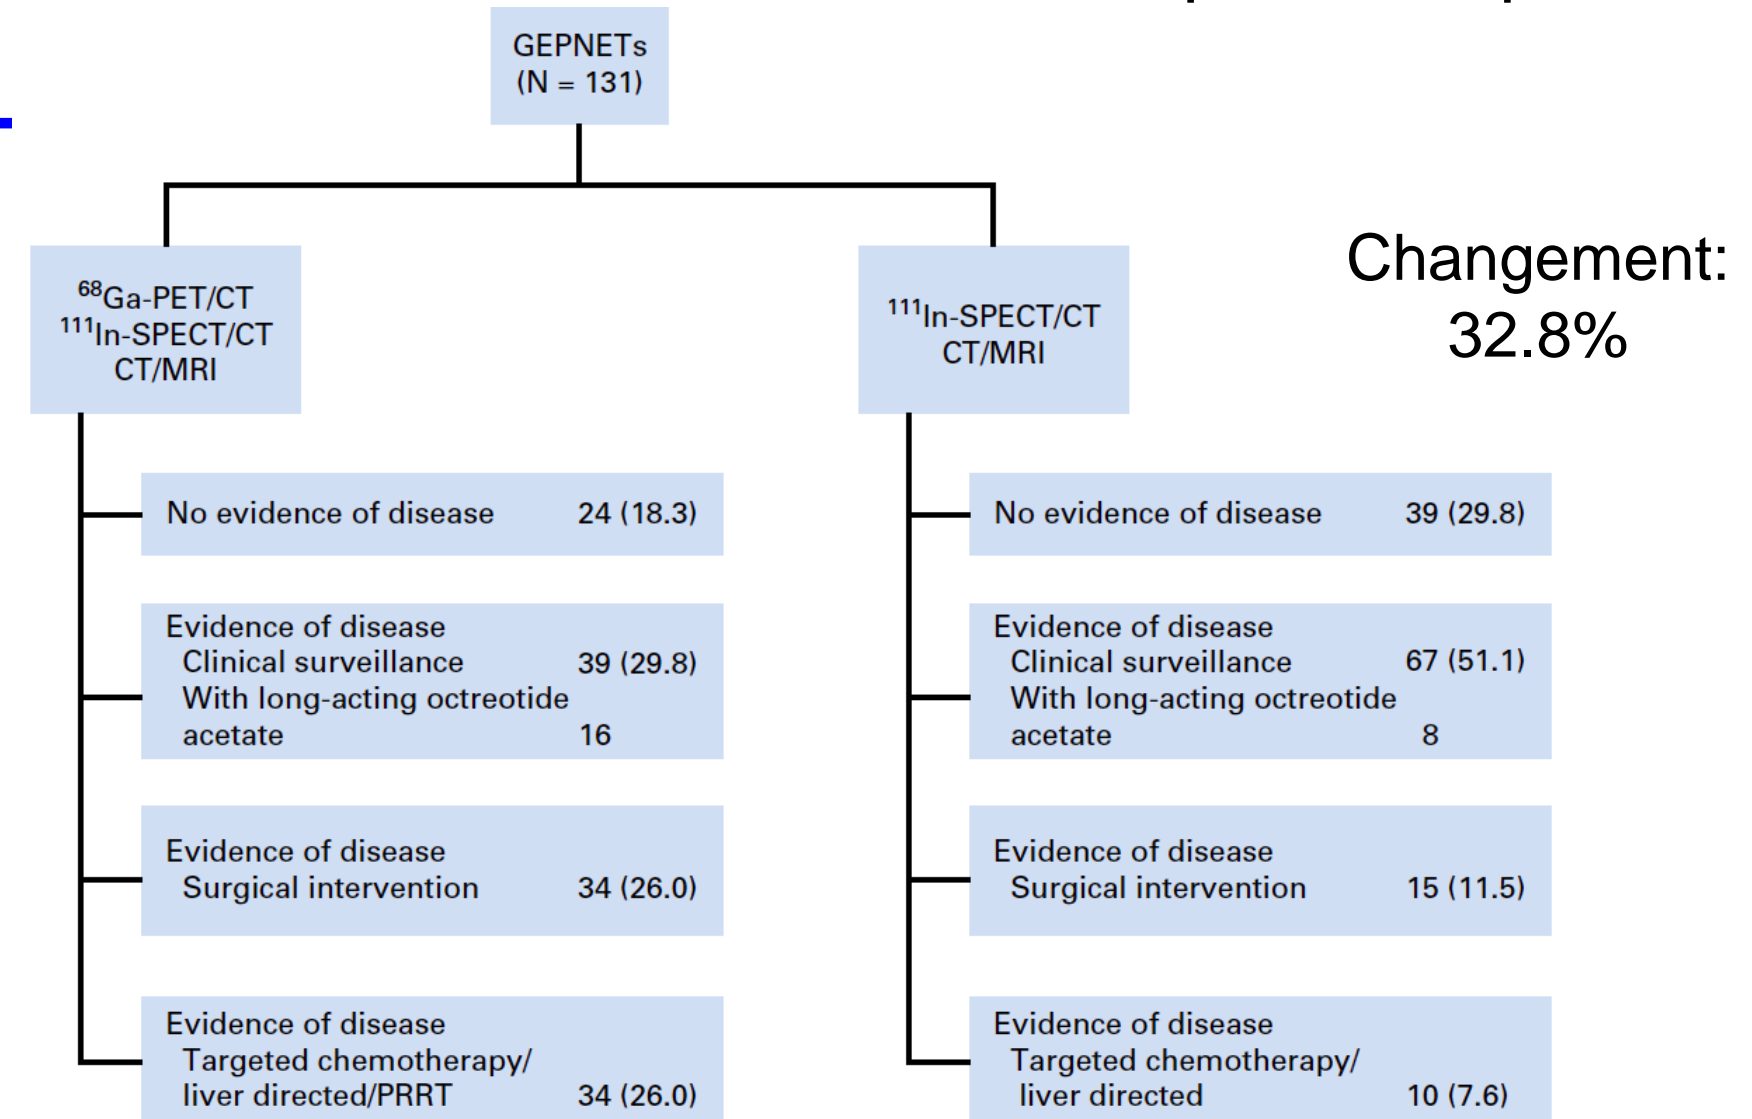 GEPNETs
(N = 131)
⁶⁸Ga-PET/CT
¹¹¹In-SPECT/CT
CT/MRI
¹¹¹In-SPECT/CT
CT/MRI
Changement:
32.8%
No evidence of disease 24 (18.3)
Evidence of disease
Clinical surveillance 39 (29.8)
With long-acting octreotide
acetate 16
Evidence of disease
Surgical intervention 34 (26.0)
Evidence of disease
Targeted chemotherapy/
liver directed/PRRT 34 (26.0)
No evidence of disease 39 (29.8)
Evidence of disease
Clinical surveillance 67 (51.1)
With long-acting octreotide
acetate 8
Evidence of disease
Surgical intervention 15 (11.5)
Evidence of disease
Targeted chemotherapy/
liver directed 10 (7.6)